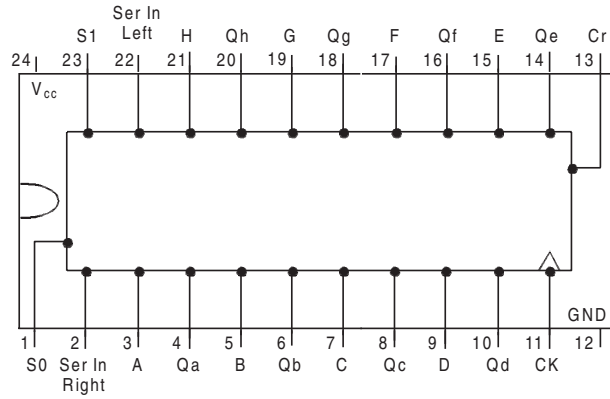 Ser In
S1 Left H Qh G Qg F Qf E Qe Cr
24 23 22 21 20 19 18 17 16 15 14 13
Vcc
GND
1 2 3 4 5 6 7 8 9 10 11 12
S0 Ser In A Qa B Qb C Qc D Qd CK
Right